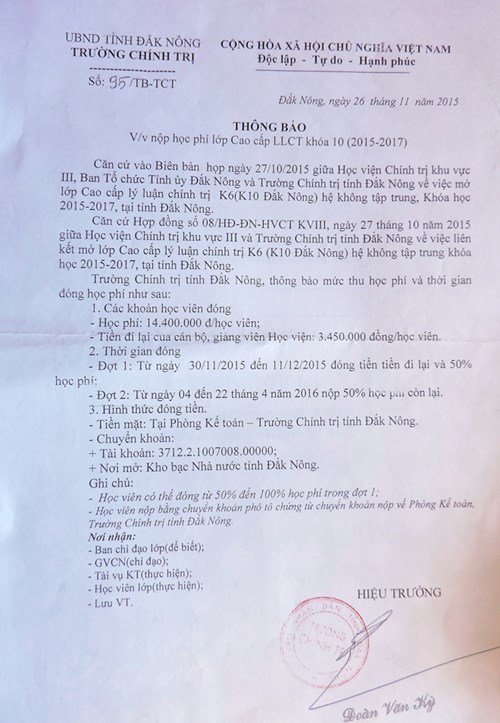 UBND TỈNH ĐẮK NÔNG
TRƯỜNG CHÍNH TRỊ
Số: 95/TB-TCT
CỘNG HÒA XÃ HỘI CHỦ NGHĨA VIỆT NAM
Độc lập - Tự do - Hạnh phúc
Đắk Nông, ngày 26 tháng 11 năm 2015
THÔNG BÁO
V/v nộp học phí lớp Cao cấp LLCT khóa 10 (2015-2017)
Căn cứ vào Biên bản họp ngày 27/10/2015 giữa Học viện Chính trị khu vực
III, Ban Tổ chức Tỉnh ủy Đắk Nông và Trường Chính trị tỉnh Đắk Nông về việc mở
lớp Cao cấp lý luận chính trị K6(K10 Đắk Nông) hệ không tập trung, Khóa học
2015-2017, tại tỉnh Đắk Nông.
Căn cứ Hợp đồng số 08/HĐ-ĐN-HVCT KVIII, ngày 27 tháng 10 năm 2015
giữa Học viện Chính trị khu vực III và Trường Chính trị tỉnh Đắk Nông về việc liên
kết mở lớp Cao cấp lý luận chính trị K6 (K10 Đắk Nông) hệ không tập trung khóa
học 2015-2017, tại tỉnh Đắk Nông.
Trường Chính trị tỉnh Đắk Nông, thông báo mức thu học phí và thời gian
đóng học phí như sau:
1. Các khoản học viên đóng
- Học phí: 14.400.000 đ/học viên;
- Tiền đi lại của cán bộ, giảng viên Học viện: 3.450.000 đồng/học viên.
2. Thời gian đóng
- Đợt 1: Từ ngày 30/11/2015 đến 11/12/2015 đóng tiền tiền đi lại và 50%
học phí:
- Đợt 2: Từ ngày 04 đến 22 tháng 4 năm 2016 nộp 50% học phí còn lại.
3. Hình thức đóng tiền.
- Tiền mặt: Tại Phòng Kế toán – Trường Chính trị tỉnh Đắk Nông.
- Chuyển khoản:
+ Tài khoản: 3712.2.1007008.00000;
+ Nơi mở: Kho bạc Nhà nước tỉnh Đắk Nông.
Ghi chú:
- Học viên có thể đóng từ 50% đến 100% học phí trong đợt 1;
- Học viên nộp bằng chuyển khoản phô tô chứng từ chuyển khoản nộp về Phòng Kế toán,
Trường Chính trị tỉnh Đắk Nông.
Nơi nhận:
- Ban chỉ đạo lớp(để biết);
- GVCN(chỉ đạo);
- Tài vụ KT(thực hiện);
- Học viên lớp(thực hiện);
- Lưu VT.
HIỆU TRƯỞNG
TRƯỜNG
CHÍNH TRỊ
Đoàn Văn Kỳ